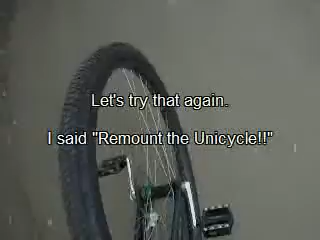 Let's try that again.
I said "Remount the Unicycle!!"